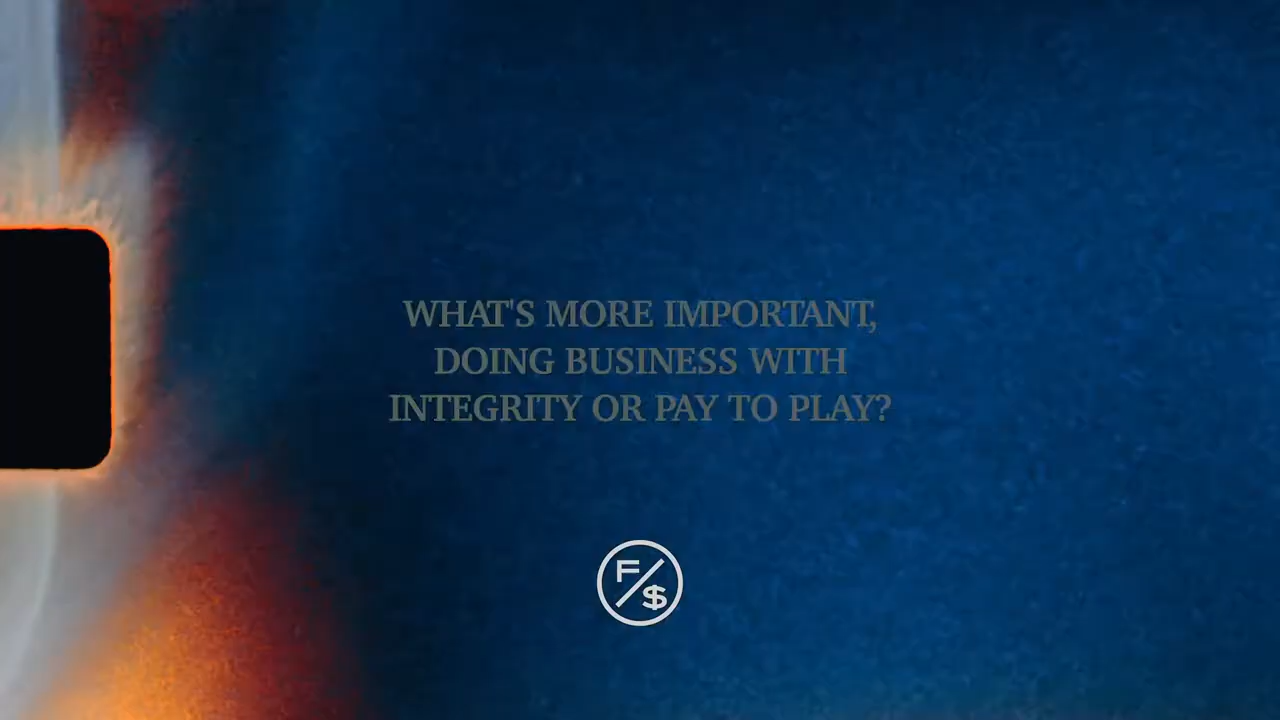 WHAT'S MORE IMPORTANT,
DOING BUSINESS WITH
INTEGRITY OR PAY TO PLAY?
F/$